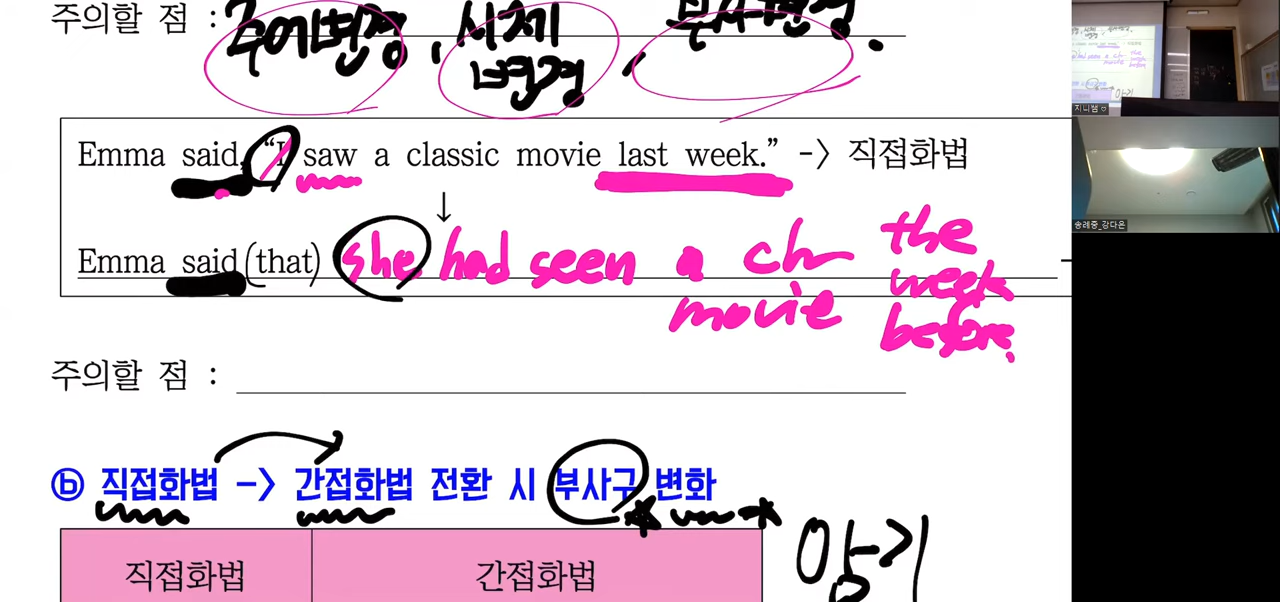 주의할 점 : 주어변경, 시제변경, 부사구변경.
Emma said, “I saw a classic movie last week.” -> 직접화법
↓
Emma said (that) she had seen a movie the week before.
주의할 점 :
ⓑ 직접화법 -> 간접화법 전환 시 부사구 변화
암기
직접화법 간접화법
지나쌤
송례중_강다은